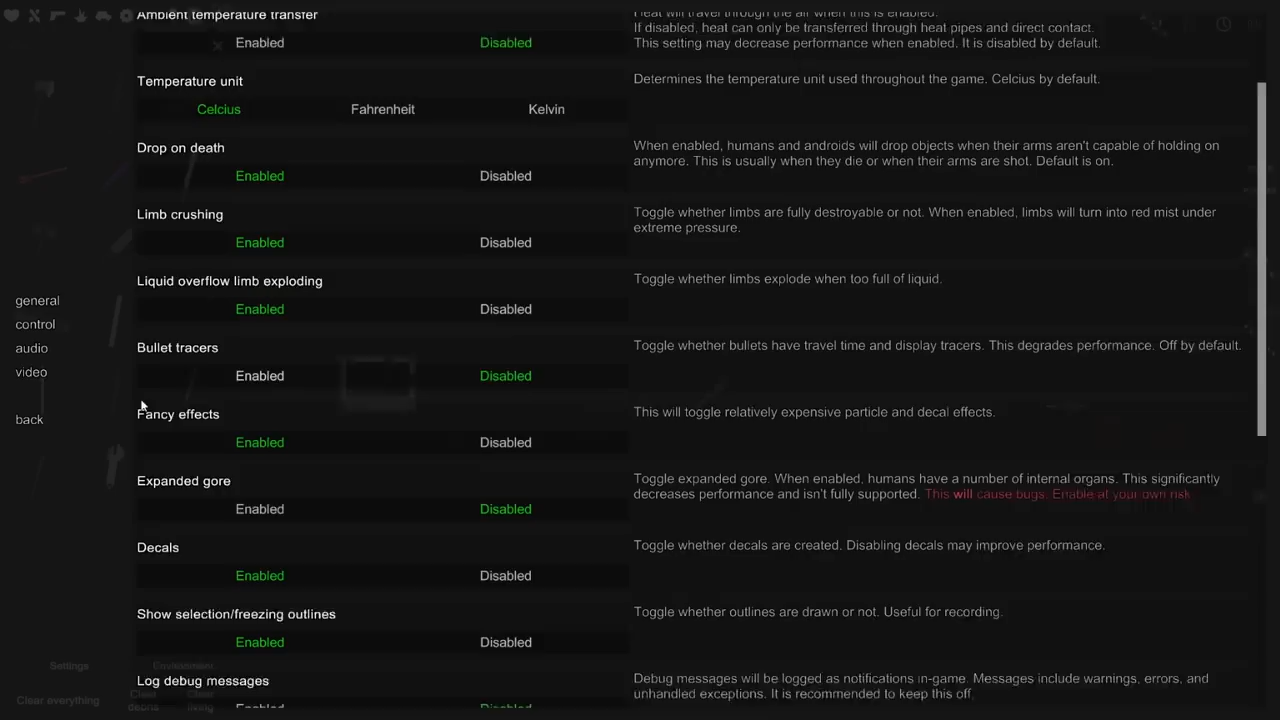 Ambient temperature transfer
Heat will travel through the air when this is enabled.
If disabled, heat can only be transferred through heat pipes and direct contact.
This setting may decrease performance when enabled. It is disabled by default.
Enabled Disabled
Temperature unit
Determines the temperature unit used throughout the game. Celcius by default.
Celcius Fahrenheit Kelvin
Drop on death
When enabled, humans and androids will drop objects when their arms aren't capable of holding on
anymore. This is usually when they die or when their arms are shot. Default is on.
Enabled Disabled
Limb crushing
Toggle whether limbs are fully destroyable or not. When enabled, limbs will turn into red mist under
extreme pressure.
Enabled Disabled
Liquid overflow limb exploding
Toggle whether limbs explode when too full of liquid.
Enabled Disabled
Bullet tracers
Toggle whether bullets have travel time and display tracers. This degrades performance. Off by default.
Enabled Disabled
Fancy effects
This will toggle relatively expensive particle and decal effects.
Enabled Disabled
Expanded gore
Toggle expanded gore. When enabled, humans have a number of internal organs. This significantly
decreases performance and isn't fully supported. This will cause bugs. Enable at your own risk
Enabled Disabled
Decals
Toggle whether decals are created. Disabling decals may improve performance.
Enabled Disabled
Show selection/freezing outlines
Toggle whether outlines are drawn or not. Useful for recording.
Enabled Disabled
Log debug messages
Debug messages will be logged as notifications in-game. Messages include warnings, errors, and
unhandled exceptions. It is recommended to keep this off.
Enabled Disabled
general
control
audio
video
back
Settings Environment
Clear everything
Clear
debris
Clear
living